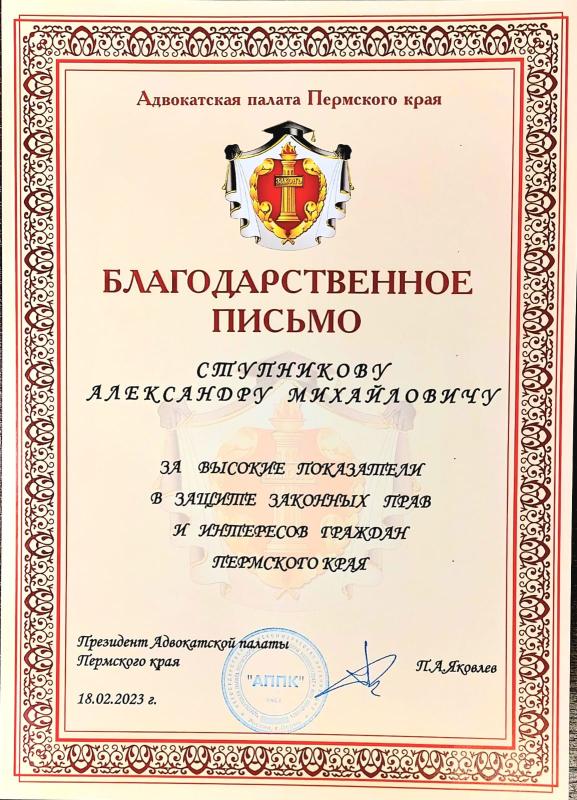 Адвокатская палата Пермского края
ЗАКОНЪ
БЛАГОДАРСТВЕННОЕ
ПИСЬМО
СТУПНИКОВУ
АЛЕКСАНДРУ МИХАЙЛОВИЧУ
ЗА ВЫСОКИЕ ПОКАЗАТЕЛИ
В ЗАЩИТЕ ЗАКОННЫХ ПРАВ
И ИНТЕРЕСОВ ГРАЖДАН
ПЕРМСКОГО КРАЯ
Президент Адвокатской палаты
Пермского края
"АППК"
П.А.Яковлев
18.02.2023 г.